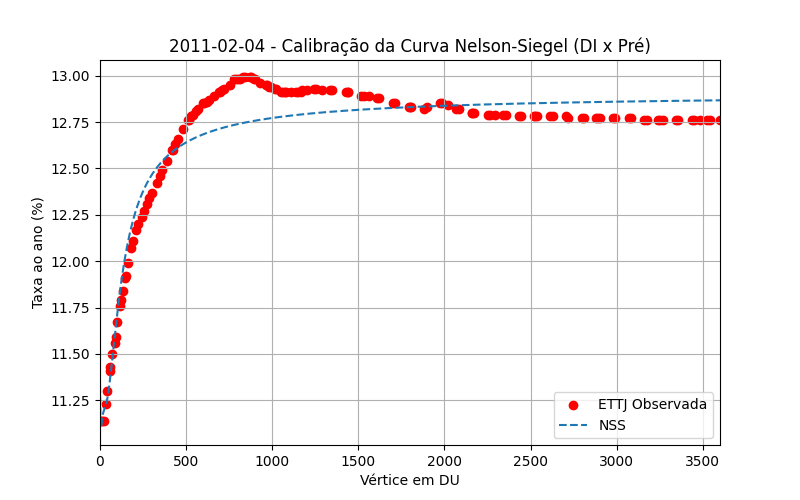 2011-02-04 - Calibração da Curva Nelson-Siegel (DI x Pré)
Taxa ao ano (%)
13.00
12.75
12.50
12.25
12.00
11.75
11.50
11.25
ETTJ Observada
NSS
0 500 1000 1500 2000 2500 3000 3500
Vértice em DU